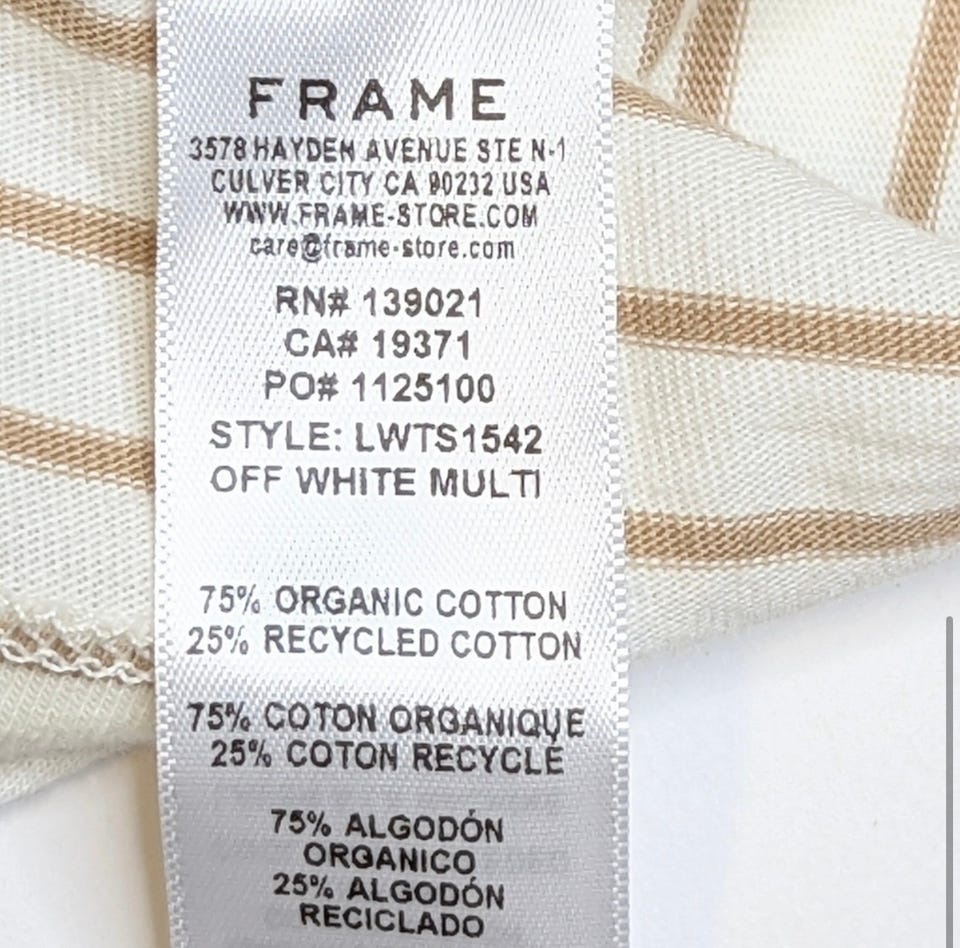 FRAME
3578 HAYDEN AVENUE STE N-1
CULVER CITY CA 90232 USA
WWW.FRAME-STORE.COM
care@frame-store.com
RN# 139021
CA# 19371
PO# 1125100
STYLE: LWTS1542
OFF WHITE MULTI
75% ORGANIC COTTON
25% RECYCLED COTTON
75% COTON ORGANIQUE
25% COTON RECYCLÉ
75% ALGODÓN
ORGANICO
25% ALGODÓN
RECICLADO